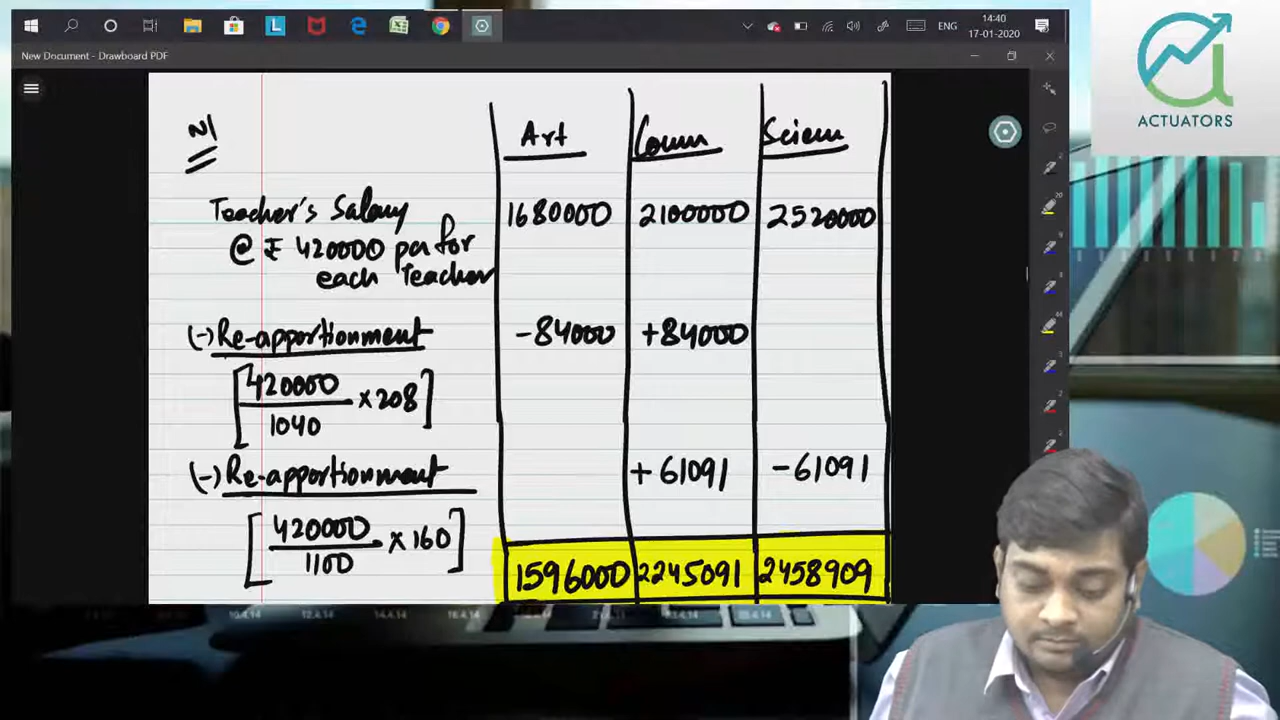 14:40
ENG
17-01-2020
New Document - Drawboard PDF
ACTUATORS
N1
Art Comm Science
Teacher's Salary 1680000 2100000 2520000
@ ₹ 420000 per for
each Teacher
(-) Re-apportionment -84000 +84000
[420000
1040 × 208]
(-) Re-apportionment +61091 -61091
[420000
1100 × 160]
1596000 2245091 2458909